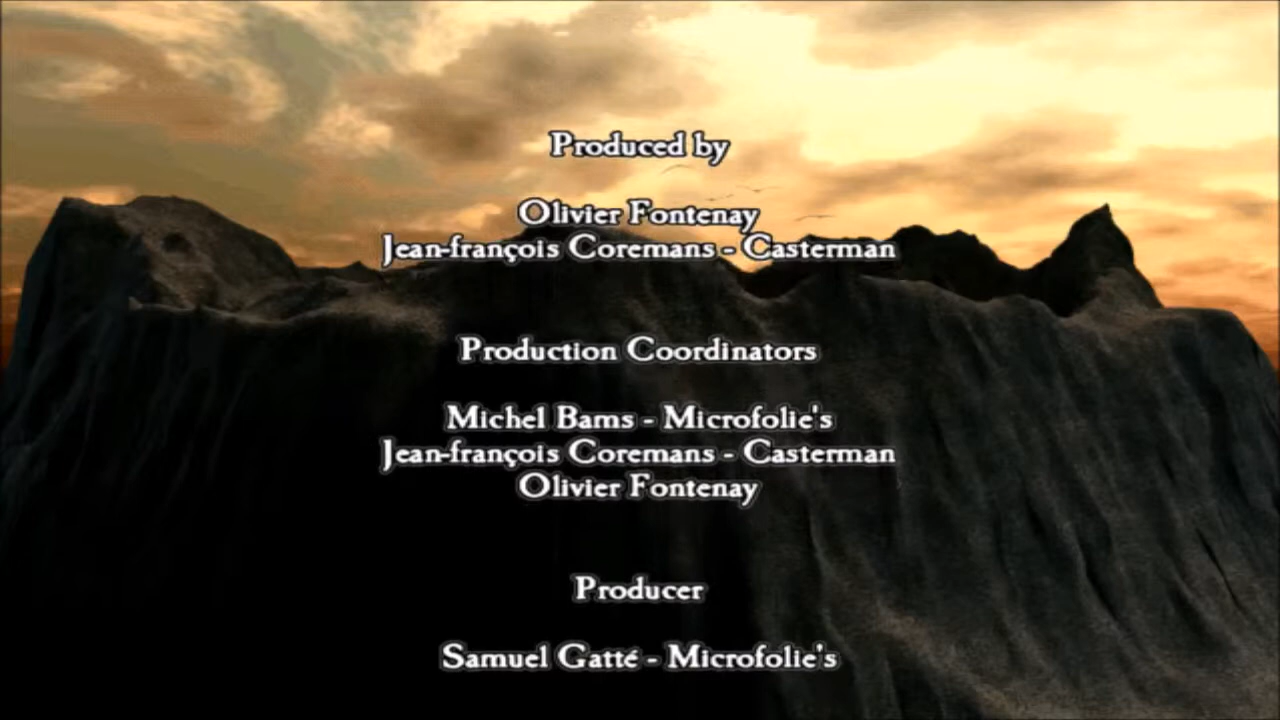 Produced by
Olivier Fontenay
Jean-françois Coremans - Casterman
Production Coordinators
Michel Bams - Microfolie's
Jean-françois Coremans - Casterman
Olivier Fontenay
Producer
Samuel Gatté - Microfolie's